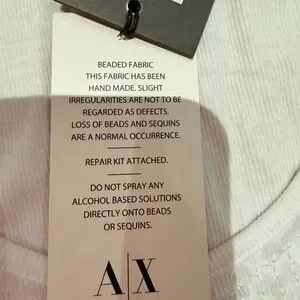 BEADED FABRIC
THIS FABRIC HAS BEEN
HAND MADE. SLIGHT
IRREGULARITIES ARE NOT TO BE
REGARDED AS DEFECTS.
LOSS OF BEADS AND SEQUINS
ARE A NORMAL OCCURRENCE.
REPAIR KIT ATTACHED.
DO NOT SPRAY ANY
ALCOHOL BASED SOLUTIONS
DIRECTLY ONTO BEADS
OR SEQUINS.
A|X